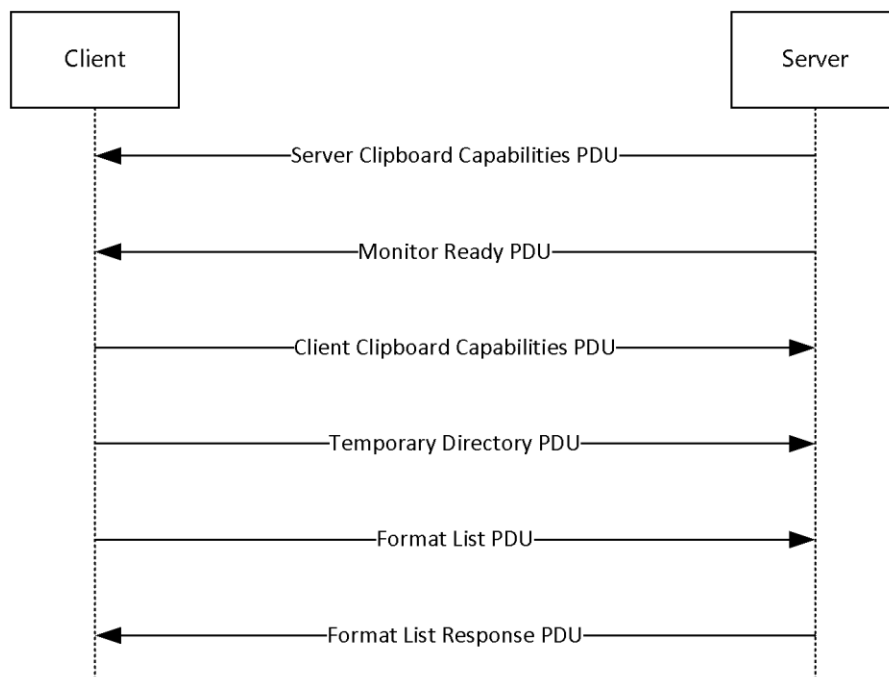 Client
Server
Server Clipboard Capabilities PDU
Monitor Ready PDU
Client Clipboard Capabilities PDU
Temporary Directory PDU
Format List PDU
Format List Response PDU